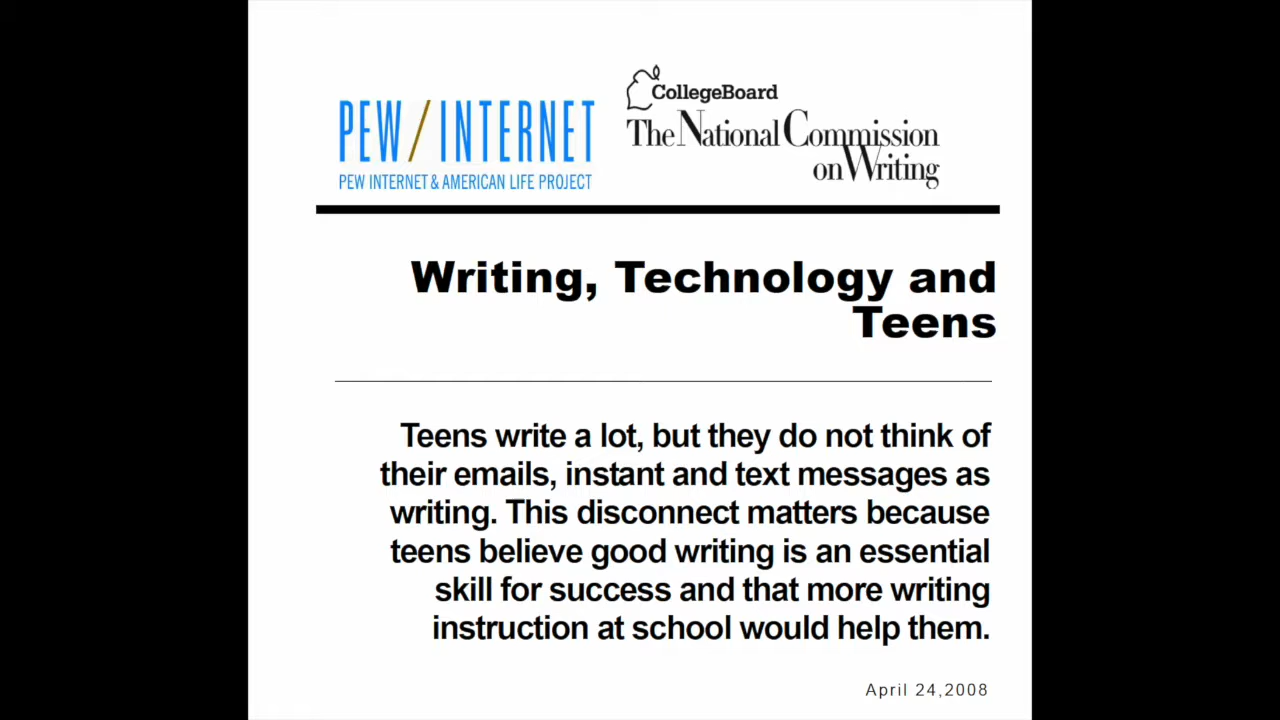 PEW/INTERNET
PEW INTERNET & AMERICAN LIFE PROJECT
CollegeBoard
The National Commission
on Writing
Writing, Technology and
Teens
Teens write a lot, but they do not think of
their emails, instant and text messages as
writing. This disconnect matters because
teens believe good writing is an essential
skill for success and that more writing
instruction at school would help them.
April 24,2008